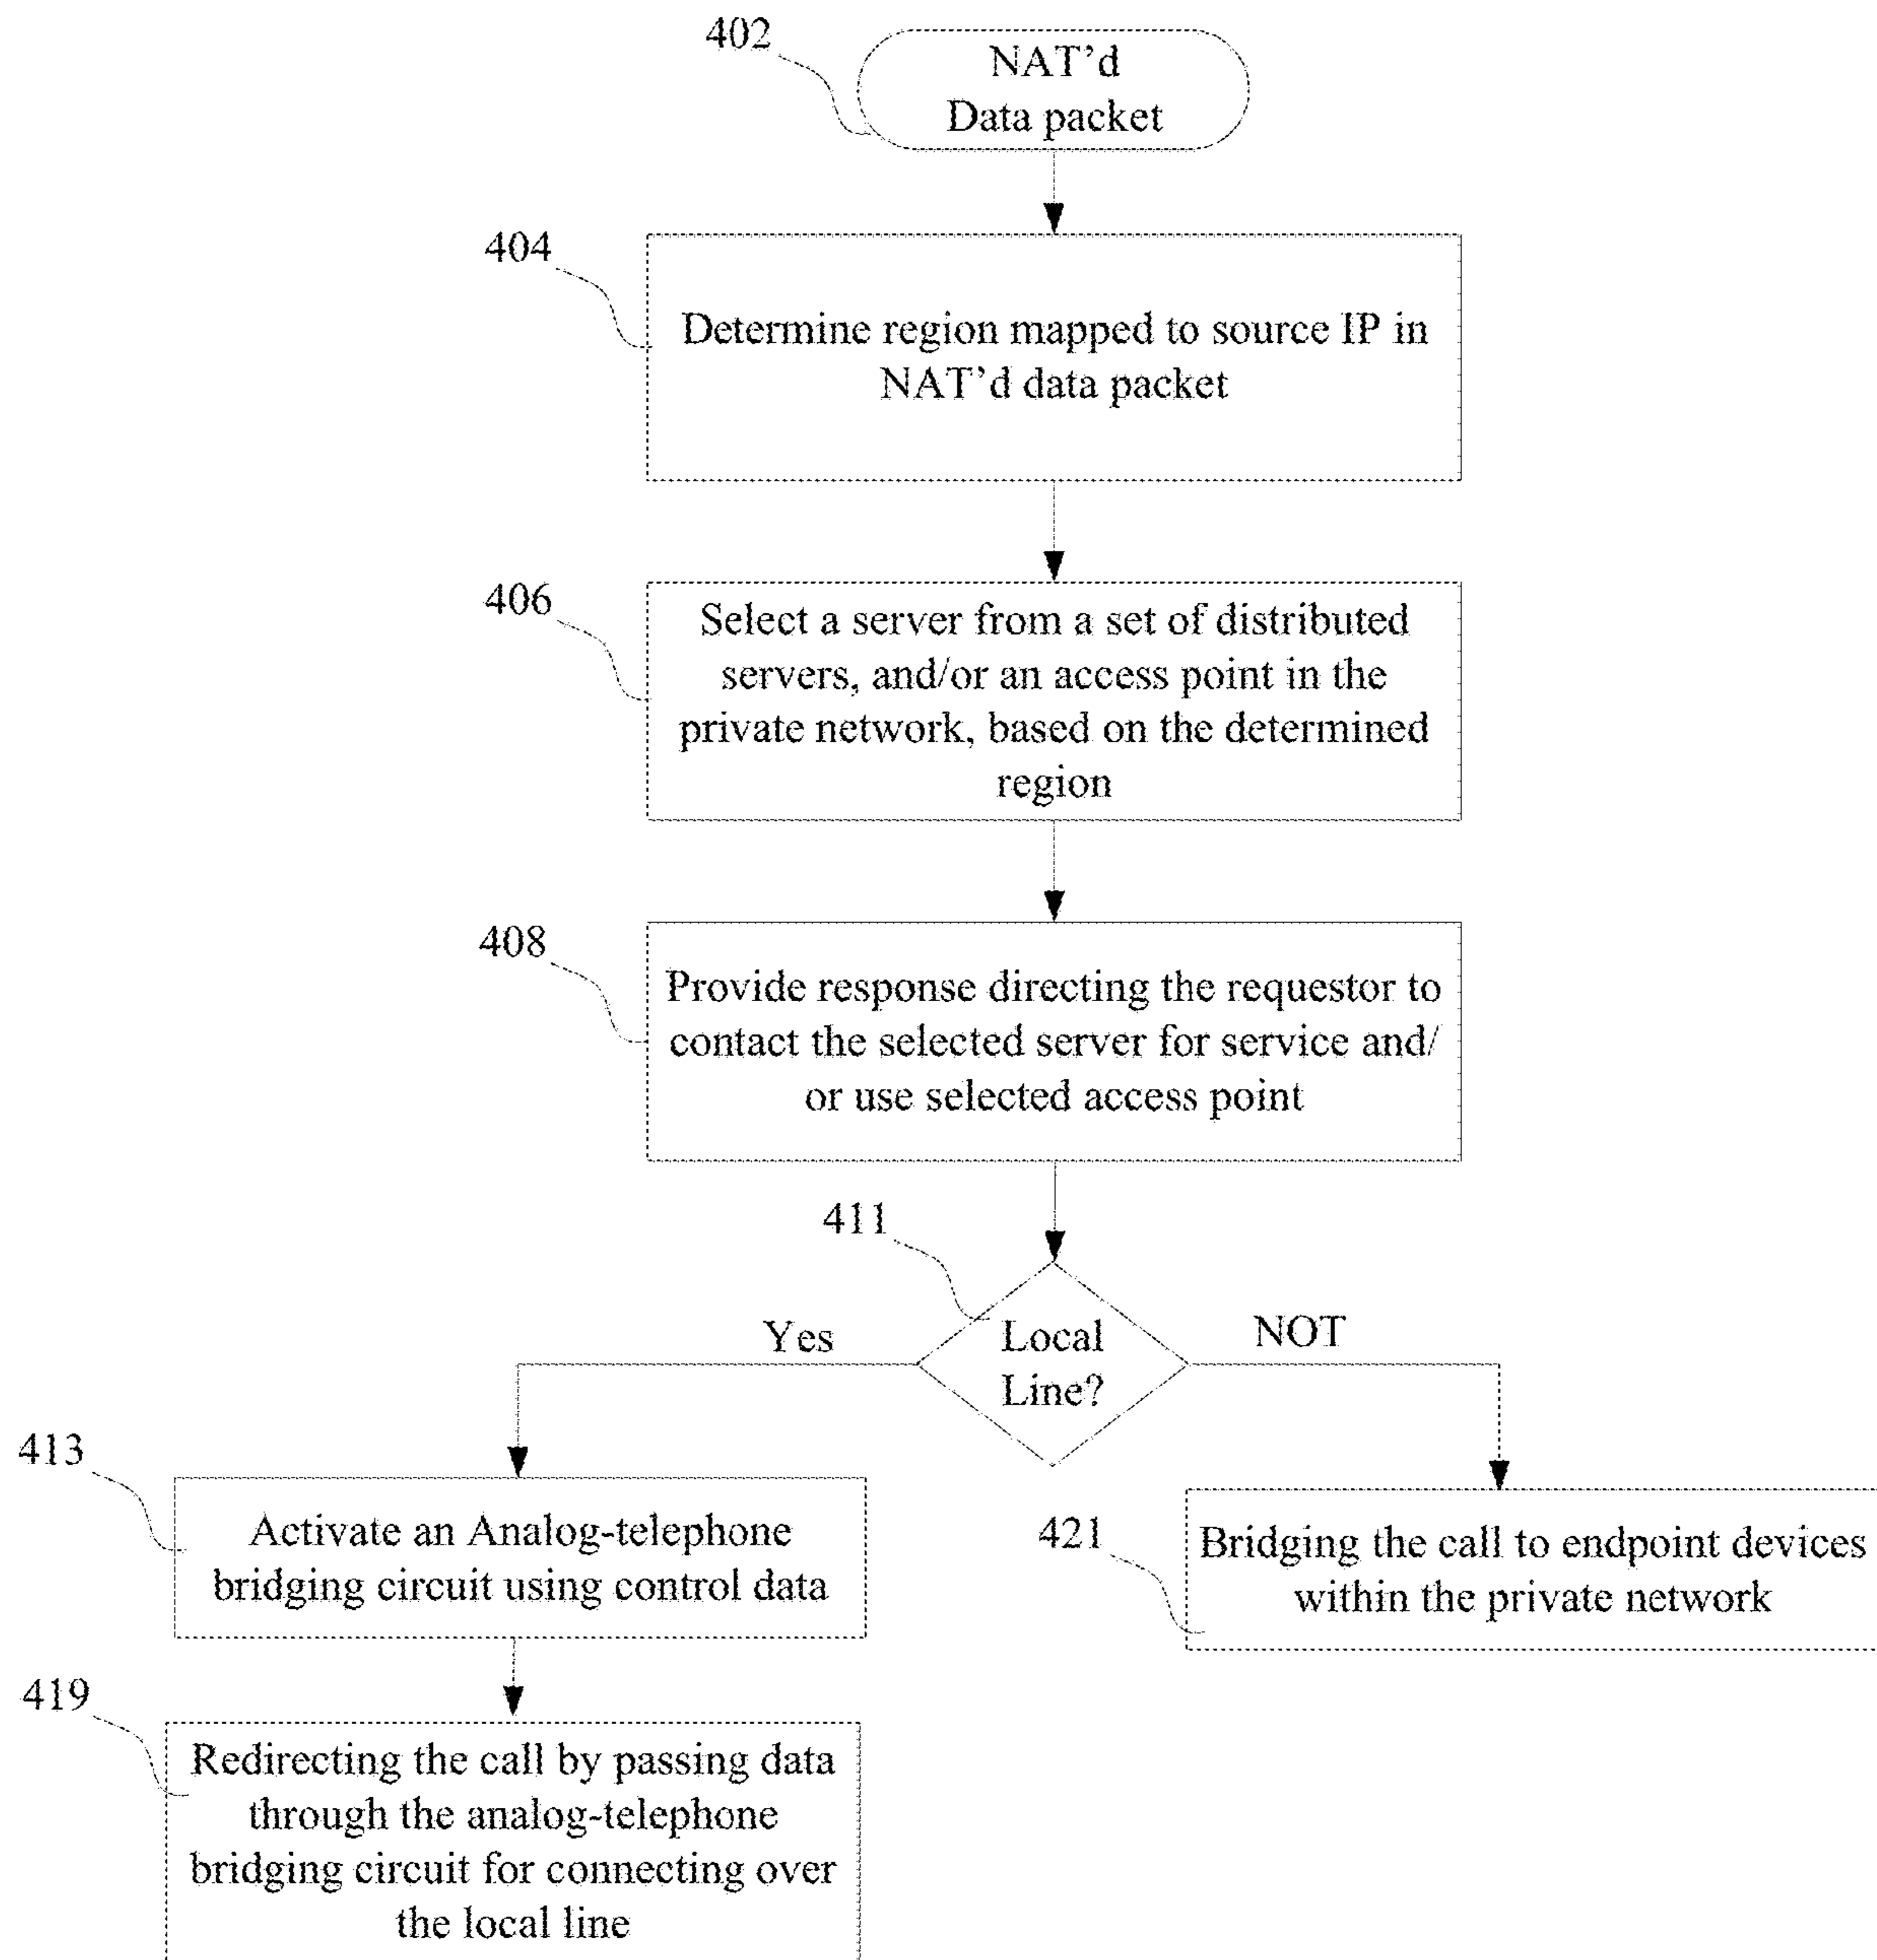 402
NAT'd
Data packet
404
Determine region mapped to source IP in
NAT'd data packet
406
Select a server from a set of distributed
servers, and/or an access point in the
private network, based on the determined
region
408
Provide response directing the requestor to
contact the selected server for service and/
or use selected access point
411
Local
Line?
Yes
NOT
413
Activate an Analog-telephone
bridging circuit using control data
421
Bridging the call to endpoint devices
within the private network
419
Redirecting the call by passing data
through the analog-telephone
bridging circuit for connecting over
the local line